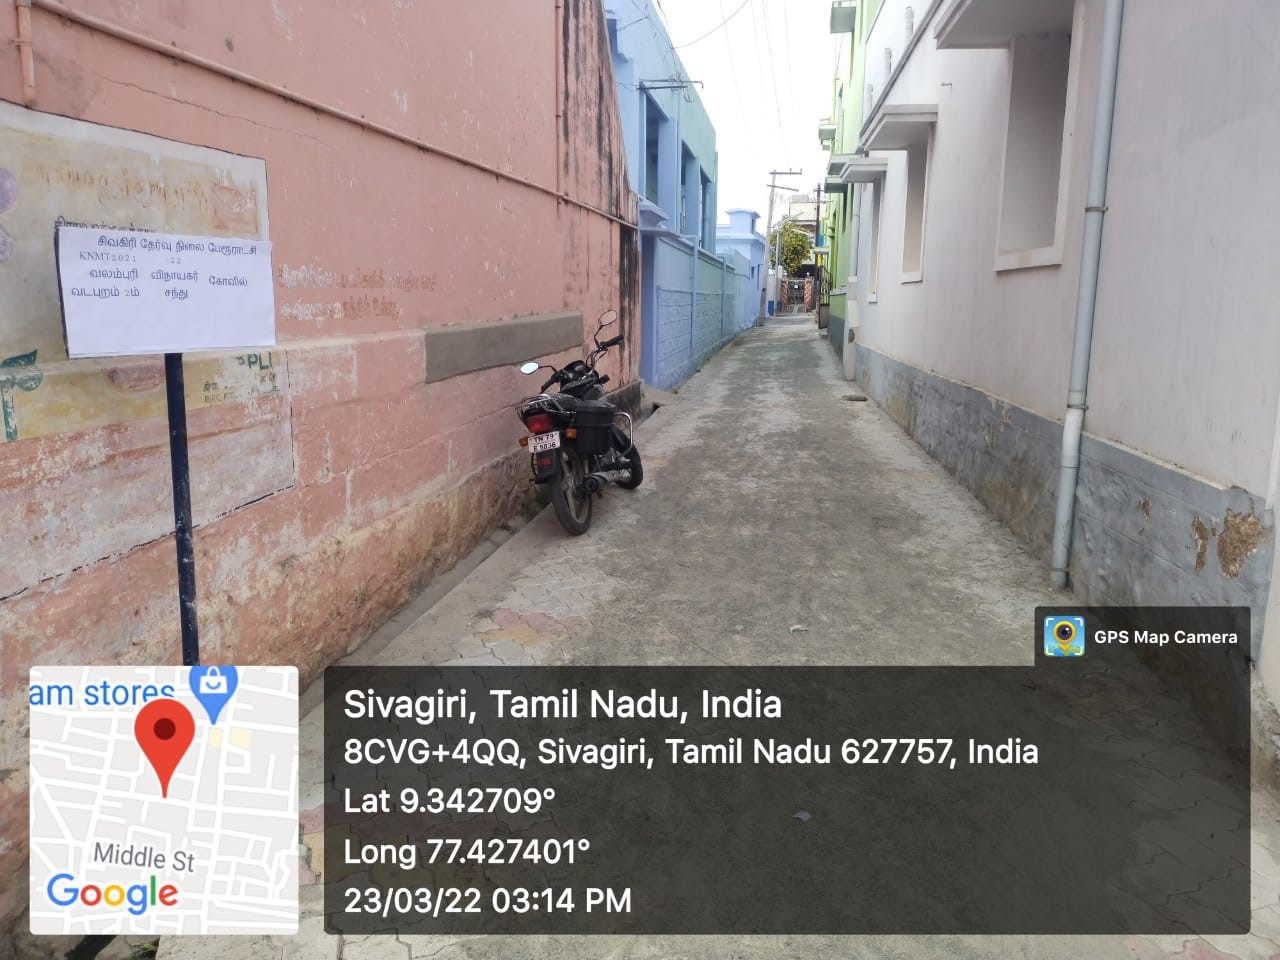 சிவகிரி தேர்வு நிலை பேரூராட்சி
KNMT2021 -22
வலம்புரி விநாயகர் கோவில்
வடபுறம் 2ம் சந்து
TN 79
E 5036
GPS Map Camera
am stores
Middle St
Google
Sivagiri, Tamil Nadu, India
8CVG+4QQ, Sivagiri, Tamil Nadu 627757, India
Lat 9.342709°
Long 77.427401°
23/03/22 03:14 PM